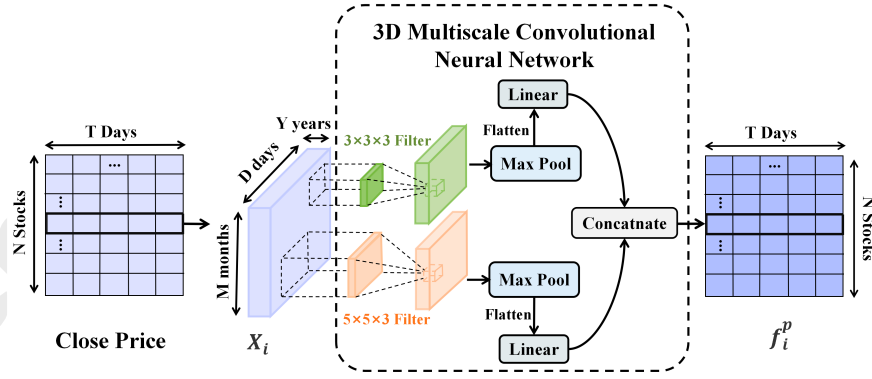 3D Multiscale Convolutional
Neural Network
T Days
N Stocks
...
⋮
⋮
Close Price
Y years
D days
M months
X_i
3×3×3 Filter
5×5×3 Filter
Linear
Flatten
Max Pool
Concatnate
Max Pool
Flatten
Linear
T Days
...
⋮
⋮
N Stocks
f_i^p